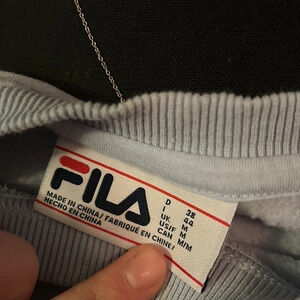 FILA
MADE IN CHINA/ FABRIQUÉ EN CHINE/
HECHO EN CHINA
D 38
I 44
UK M
US/F M
CAN M/M